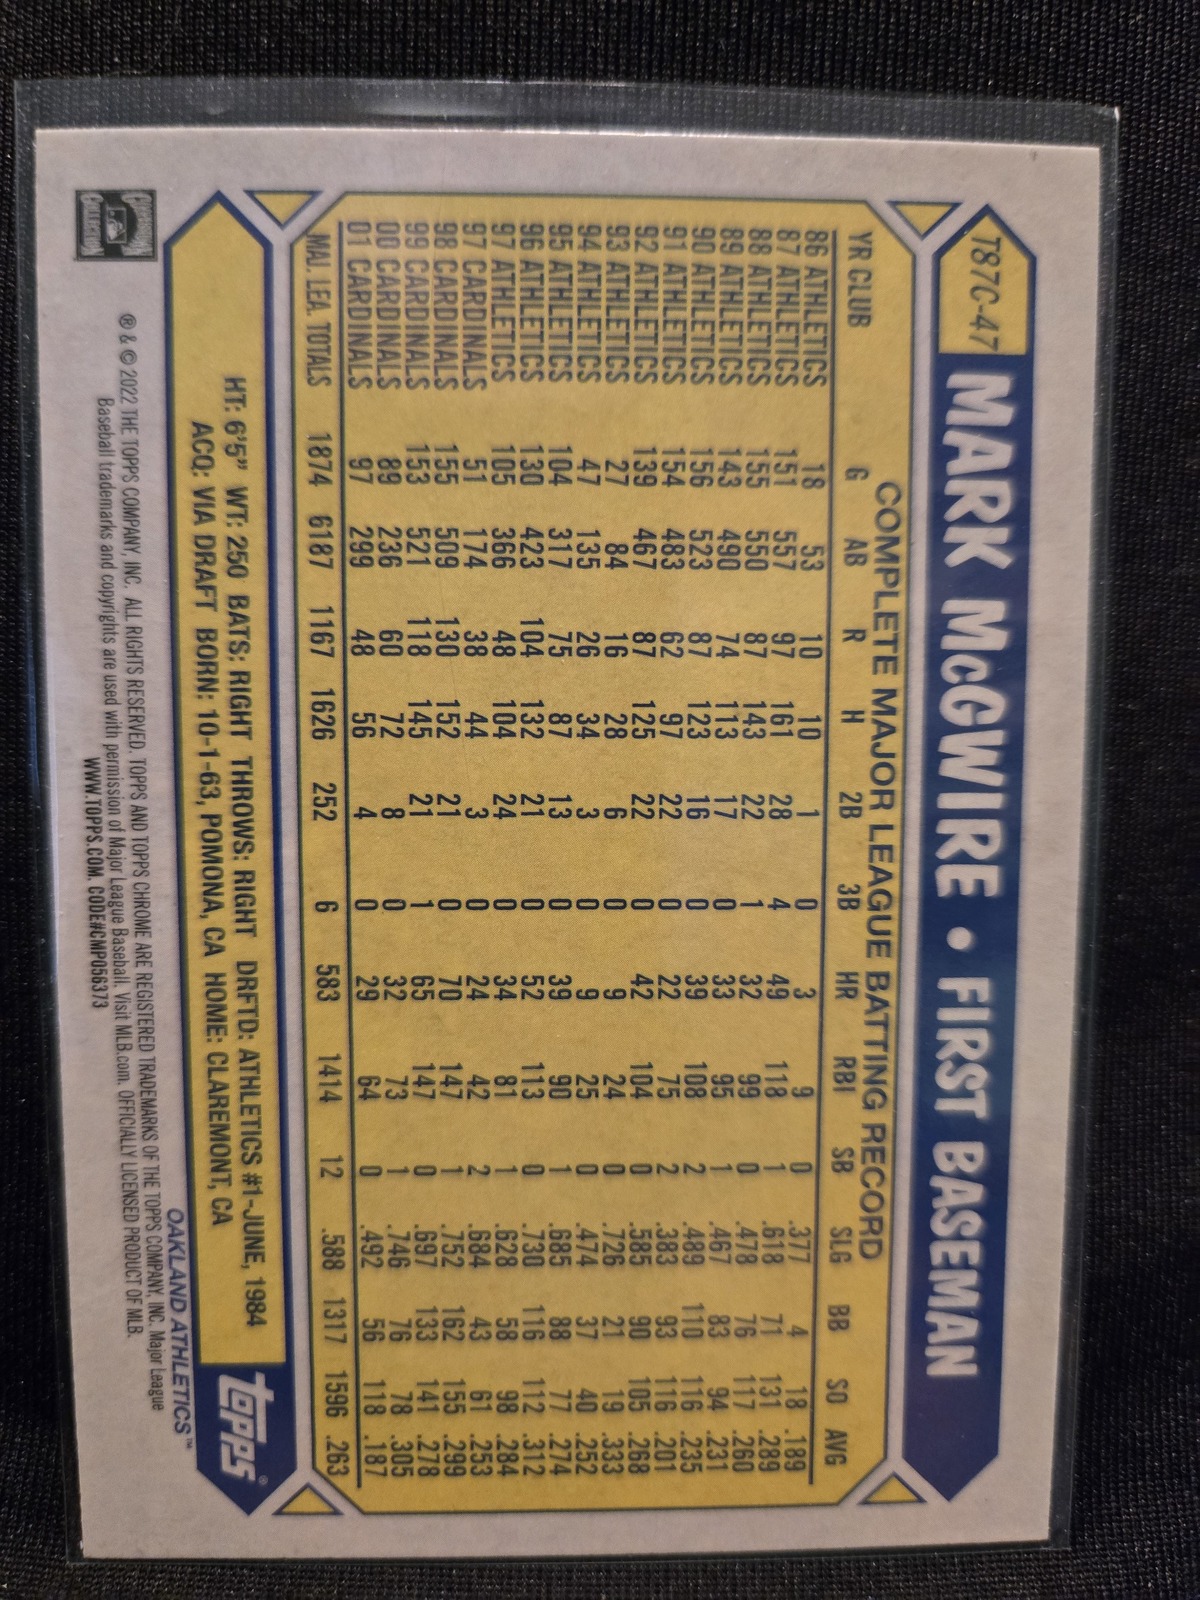 T87C-47 MARK McGWIRE • FIRST BASEMAN
COMPLETE MAJOR LEAGUE BATTING RECORD
YR CLUB G AB R H 2B 3B HR RBI SB SLG BB SO AVG
86 ATHLETICS 18 53 10 10 1 0 3 9 0 .377 4 18 .189
87 ATHLETICS 151 557 97 161 28 4 49 118 1 .618 71 131 .289
88 ATHLETICS 155 550 87 143 22 1 32 99 0 .478 76 117 .260
89 ATHLETICS 143 490 74 113 17 0 33 95 1 .467 83 94 .231
90 ATHLETICS 156 523 87 123 16 0 39 108 2 .489 110 116 .235
91 ATHLETICS 154 483 62 97 22 0 22 75 2 .383 93 116 .201
92 ATHLETICS 139 467 87 125 22 0 42 104 0 .585 90 105 .268
93 ATHLETICS 27 84 16 28 6 0 9 24 0 .726 21 19 .333
94 ATHLETICS 47 135 26 34 3 0 9 25 0 .474 37 40 .252
95 ATHLETICS 104 317 75 87 13 0 39 90 1 .685 88 77 .274
96 ATHLETICS 130 423 104 132 21 0 52 113 0 .730 116 112 .312
97 ATHLETICS 105 366 48 104 24 0 34 81 1 .628 58 98 .284
97 CARDINALS 51 174 38 44 3 0 24 42 2 .684 43 61 .253
98 CARDINALS 155 509 130 152 21 0 70 147 1 .752 162 155 .299
99 CARDINALS 153 521 118 145 21 1 65 147 0 .697 133 141 .278
00 CARDINALS 89 236 60 72 8 0 32 73 1 .746 76 78 .305
01 CARDINALS 97 299 48 56 4 0 29 64 0 .492 56 118 .187
MAJ. LEA. TOTALS 1874 6187 1167 1626 252 6 583 1414 12 .588 1317 1596 .263
HT: 6'5" WT: 250 BATS: RIGHT THROWS: RIGHT DRFTD: ATHLETICS #1-JUNE, 1984
ACQ: VIA DRAFT BORN: 10-1-63, POMONA, CA HOME: CLAREMONT, CA
topps®
OAKLAND ATHLETICS™
COOPERSTOWN
COLLECTION
® & © 2022 THE TOPPS COMPANY, INC. ALL RIGHTS RESERVED. TOPPS AND TOPPS CHROME ARE REGISTERED TRADEMARKS OF THE TOPPS COMPANY, INC. Major League
Baseball trademarks and copyrights are used with permission of Major League Baseball. Visit MLB.com. OFFICIALLY LICENSED PRODUCT OF MLB.
WWW.TOPPS.COM. CODE#CMP056373